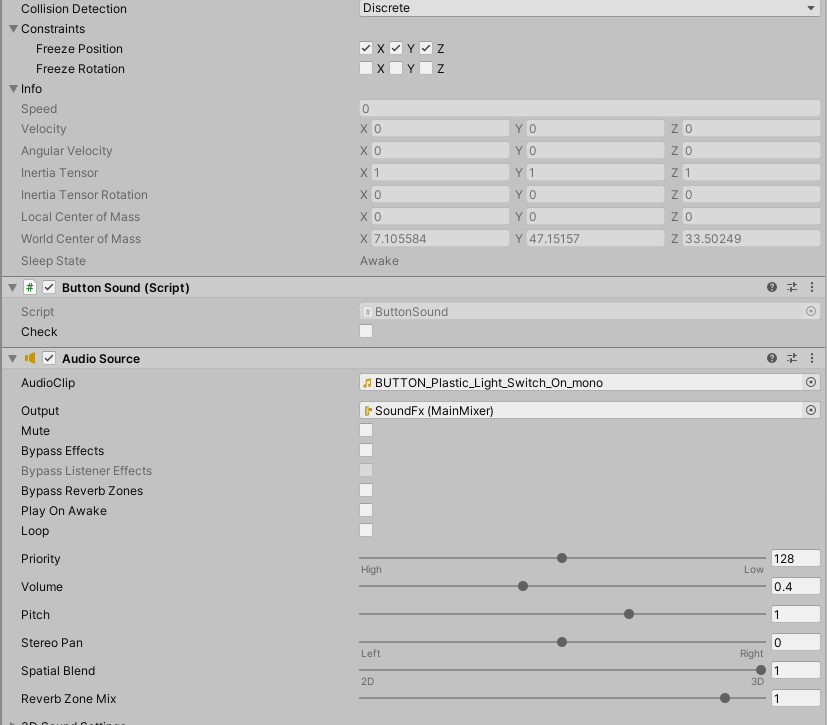 Collision Detection Discrete
Constraints
Freeze Position X Y Z
Freeze Rotation X Y Z
Info
Speed 0
Velocity X 0 Y 0 Z 0
Angular Velocity X 0 Y 0 Z 0
Inertia Tensor X 1 Y 1 Z 1
Inertia Tensor Rotation X 0 Y 0 Z 0
Local Center of Mass X 0 Y 0 Z 0
World Center of Mass X 7.105584 Y 47.15157 Z 33.50249
Sleep State Awake
# Button Sound (Script)
Script # ButtonSound
Check
Audio Source
AudioClip BUTTON_Plastic_Light_Switch_On_mono
Output SoundFx (MainMixer)
Mute
Bypass Effects
Bypass Listener Effects
Bypass Reverb Zones
Play On Awake
Loop
Priority 128
High Low
Volume 0.4
Pitch 1
Stereo Pan 0
Left Right
Spatial Blend 1
2D 3D
Reverb Zone Mix 1
3D Sound Settings